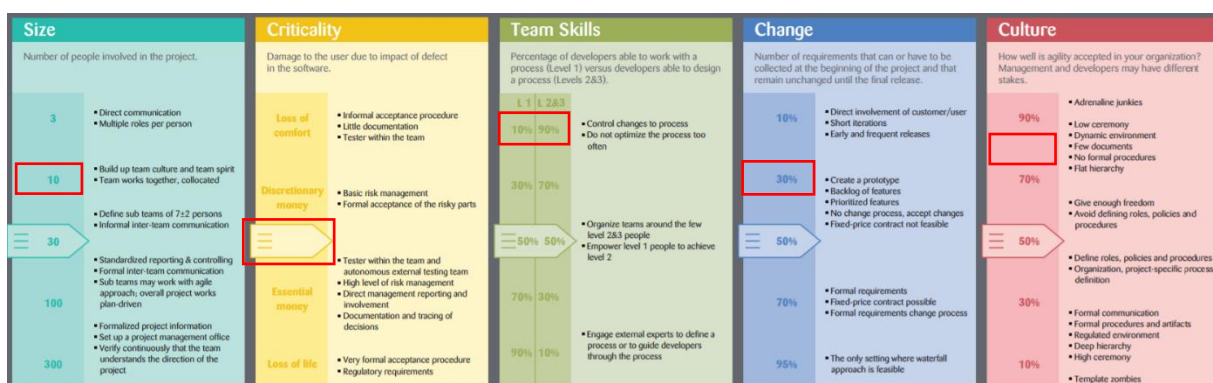 Size
Number of people involved in the project.
3
▪ Direct communication
▪ Multiple roles per person
10
▪ Build up team culture and team spirit
▪ Team works together, collocated
▪ Define sub teams of 7±2 persons
▪ Informal inter-team communication
30
▪ Standardized reporting & controlling
▪ Formal inter-team communication
▪ Sub teams may work with agile
approach; overall project works
plan-driven
100
▪ Formalized project information
▪ Set up a project management office
▪ Verify continuously that the team
understands the direction of the
project
300
Criticality
Damage to the user due to impact of defect
in the software.
Loss of
comfort
▪ Informal acceptance procedure
▪ Little documentation
▪ Tester within the team
Discretionary
money
▪ Basic risk management
▪ Formal acceptance of the risky parts
▪ Tester within the team and
autonomous external testing team
▪ High level of risk management
▪ Direct management reporting and
involvement
▪ Documentation and tracing of
decisions
Essential
money
Loss of life
▪ Very formal acceptance procedure
▪ Regulatory requirements
Team Skills
Percentage of developers able to work with a
process (Level 1) versus developers able to design
a process (Levels 2&3).
L 1 L 2&3
10% 90%
▪ Control changes to process
▪ Do not optimize the process too
often
30% 70%
▪ Organize teams around the few
level 2&3 people
▪ Empower level 1 people to achieve
level 2
50% 50%
70% 30%
▪ Engage external experts to define a
process or to guide developers
through the process
90% 10%
Change
Number of requirements that can or have to be
collected at the beginning of the project and that
remain unchanged until the final release.
10%
▪ Direct involvement of customer/user
▪ Short iterations
▪ Early and frequent releases
30%
▪ Create a prototype
▪ Backlog of features
▪ Prioritized features
▪ No change process, accept changes
▪ Fixed-price contract not feasible
50%
70%
▪ Formal requirements
▪ Fixed-price contract possible
▪ Formal requirements change process
95%
▪ The only setting where waterfall
approach is feasible
Culture
How well is agility accepted in your organization?
Management and developers may have different
stakes.
▪ Adrenaline junkies
90%
▪ Low ceremony
▪ Dynamic environment
▪ Few documents
▪ No formal procedures
▪ Flat hierarchy
70%
▪ Give enough freedom
▪ Avoid defining roles, policies and
procedures
50%
▪ Define roles, policies and procedures
▪ Organization, project-specific process
definition
30%
▪ Formal communication
▪ Formal procedures and artifacts
▪ Regulated environment
▪ Deep hierarchy
▪ High ceremony
10%
▪ Template zombies